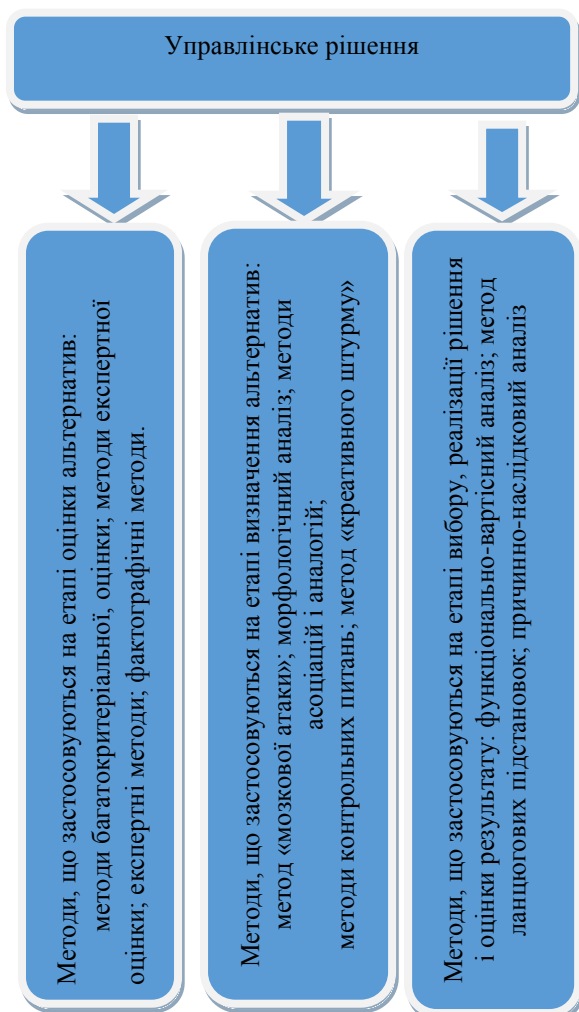 Управлінське рішення
Методи, що застосовуються на етапі оцінки альтернатив:
методи багатокритеріальної, оцінки; методи експертної
оцінки; експертні методи; фактографічні методи.
Методи, що застосовуються на етапі визначення альтернатив:
метод «мозкової атаки»; морфологічний аналіз; методи
асоціацій і аналогій;
методи контрольних питань; метод «креативного штурму»
Методи, що застосовуються на етапі вибору, реалізації рішення
і оцінки результату: функціонально-вартісний аналіз; метод
ланцюгових підстановок; причинно-наслідковий аналіз